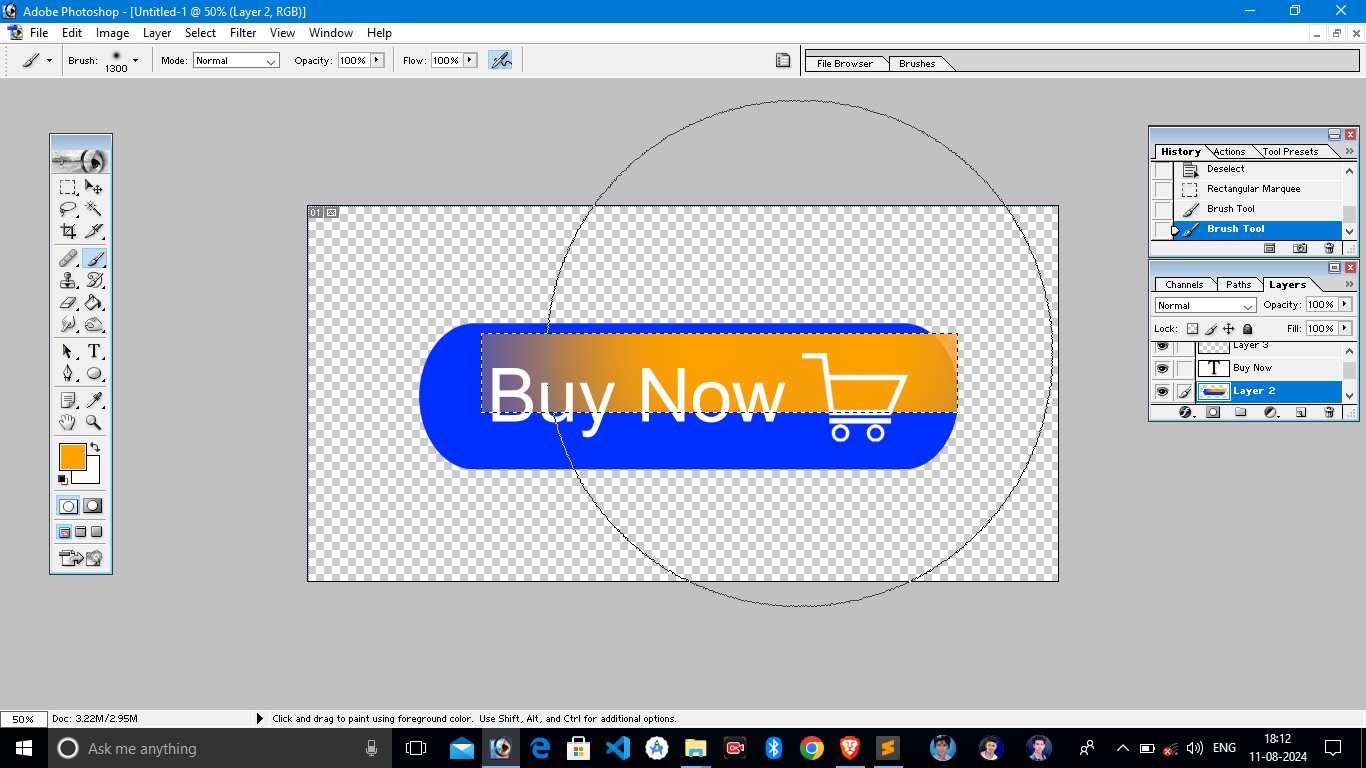 Adobe Photoshop - [Untitled-1 @ 50% (Layer 2, RGB)]
File Edit Image Layer Select Filter View Window Help
Brush: 1300 Mode: Normal Opacity: 100% Flow: 100% File Browser Brushes
History Actions Tool Presets
Deselect
Rectangular Marquee
Brush Tool
Brush Tool
01
Channels Paths Layers
Normal Opacity: 100%
Lock: Fill: 100%
Layer 3
T Buy Now
Layer 2
Buy Now
T
50% Doc: 3.22M/2.95M Click and drag to paint using foreground color. Use Shift, Alt, and Ctrl for additional options.
Ask me anything
ENG
18:12
11-08-2024